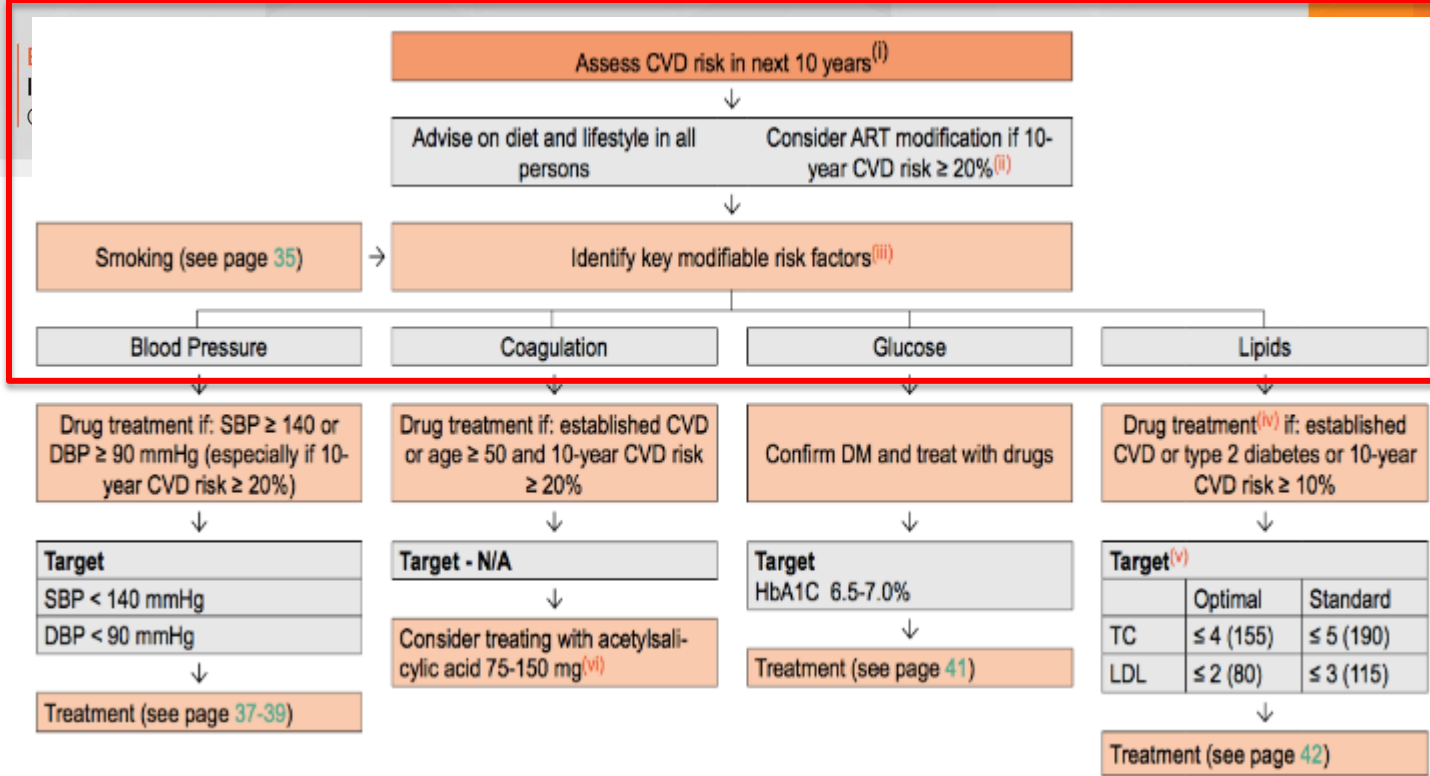 Assess CVD risk in next 10 years(i)
Advise on diet and lifestyle in all
persons
Consider ART modification if 10-
year CVD risk ≥ 20%(ii)
Smoking (see page 35)
Identify key modifiable risk factors(iii)
Blood Pressure
Coagulation
Glucose
Lipids
Drug treatment if: SBP ≥ 140 or
DBP ≥ 90 mmHg (especially if 10-
year CVD risk ≥ 20%)
Drug treatment if: established CVD
or age ≥ 50 and 10-year CVD risk
≥ 20%
Confirm DM and treat with drugs
Drug treatment(iv) if: established
CVD or type 2 diabetes or 10-year
CVD risk ≥ 10%
Target
SBP < 140 mmHg
DBP < 90 mmHg
Treatment (see page 37-39)
Target - N/A
Consider treating with acetylsali-
cylic acid 75-150 mg(vi)
Target
HbA1C 6.5-7.0%
Treatment (see page 41)
Target(v)
Optimal Standard
TC ≤ 4 (155) ≤ 5 (190)
LDL ≤ 2 (80) ≤ 3 (115)
Treatment (see page 42)